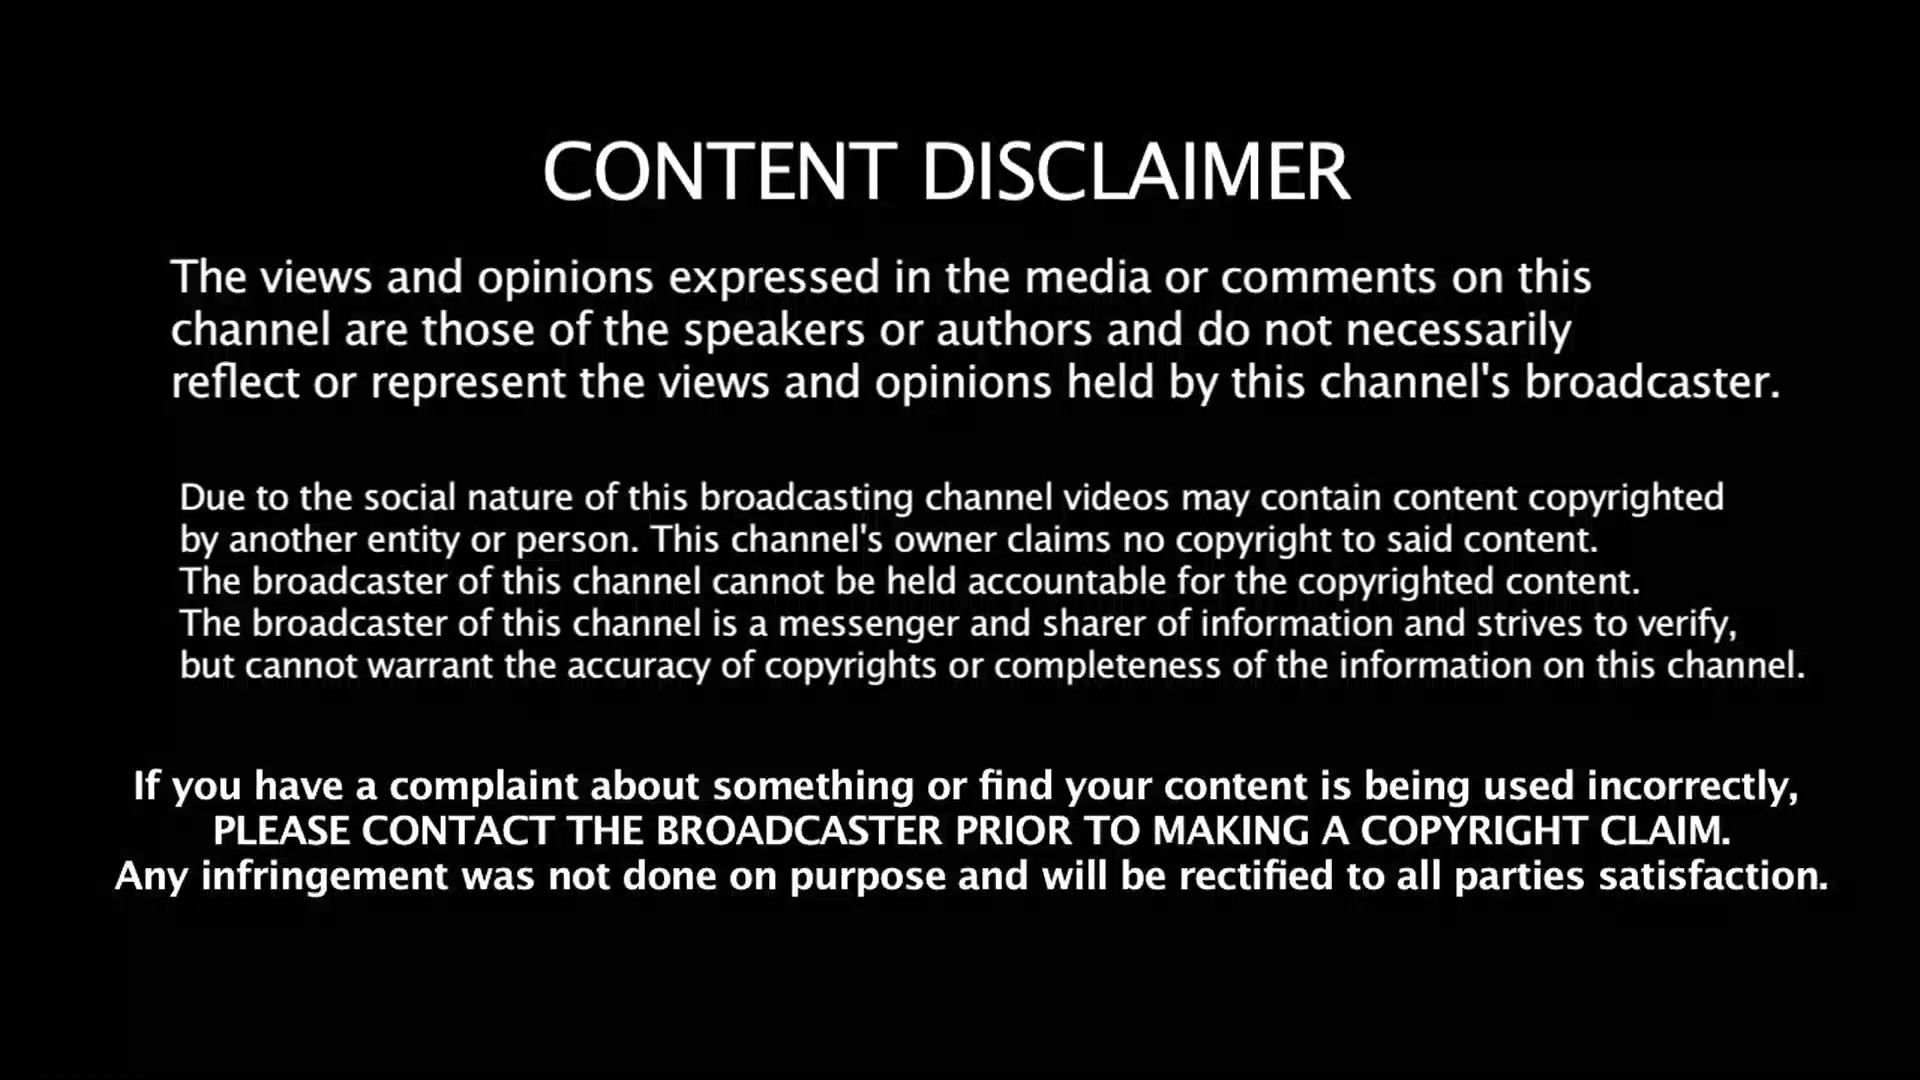 CONTENT DISCLAIMER
The views and opinions expressed in the media or comments on this
channel are those of the speakers or authors and do not necessarily
reflect or represent the views and opinions held by this channel's broadcaster.
Due to the social nature of this broadcasting channel videos may contain content copyrighted
by another entity or person. This channel's owner claims no copyright to said content.
The broadcaster of this channel cannot be held accountable for the copyrighted content.
The broadcaster of this channel is a messenger and sharer of information and strives to verify,
but cannot warrant the accuracy of copyrights or completeness of the information on this channel.
If you have a complaint about something or find your content is being used incorrectly,
PLEASE CONTACT THE BROADCASTER PRIOR TO MAKING A COPYRIGHT CLAIM.
Any infringement was not done on purpose and will be rectified to all parties satisfaction.